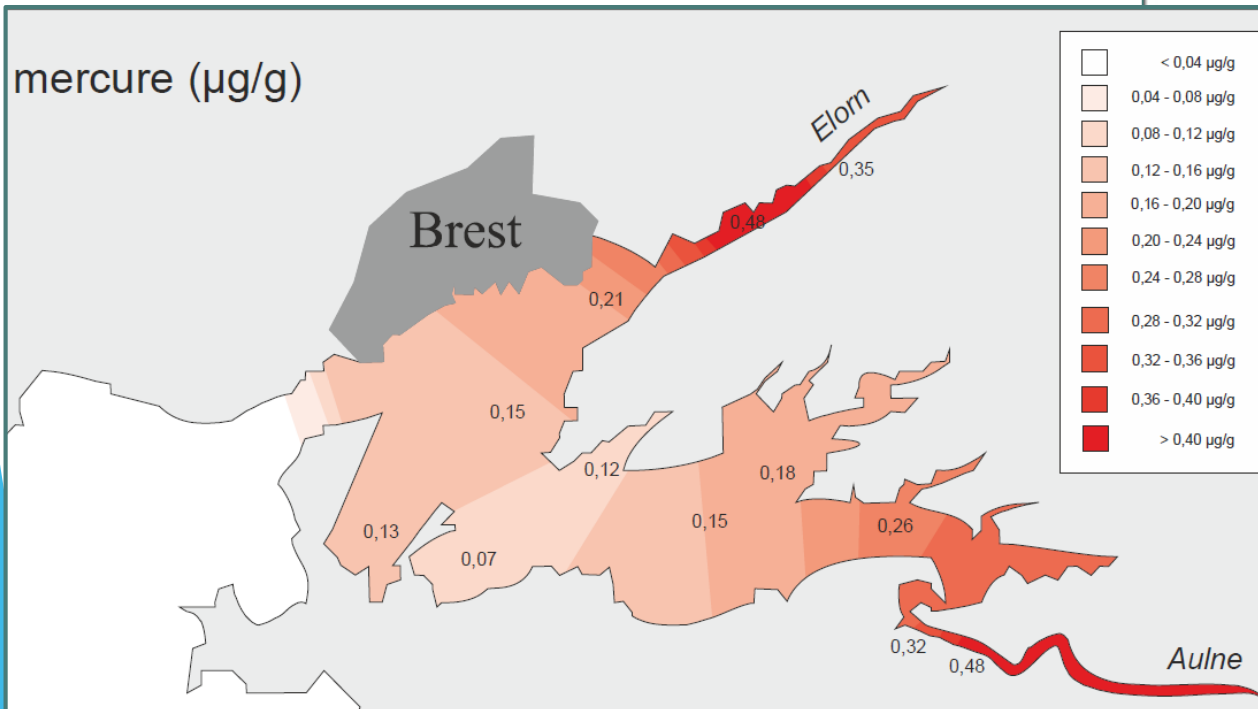 mercure (µg/g)
< 0,04 µg/g
0,04 - 0,08 µg/g
0,08 - 0,12 µg/g
0,12 - 0,16 µg/g
0,16 - 0,20 µg/g
0,20 - 0,24 µg/g
0,24 - 0,28 µg/g
0,28 - 0,32 µg/g
0,32 - 0,36 µg/g
0,36 - 0,40 µg/g
> 0,40 µg/g
Elorn
0,35
0,48
Brest
0,21
0,15
0,12
0,18
0,13
0,07
0,15
0,26
0,32
0,48
Aulne